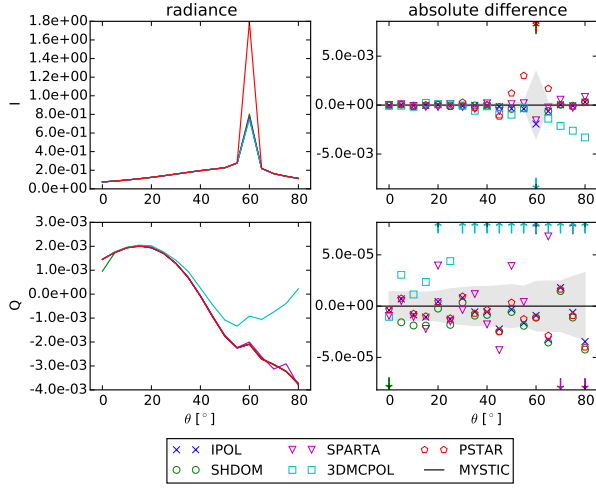 radiance
absolute difference
I
1.8e+00
1.6e+00
1.4e+00
1.2e+00
1.0e+00
8.0e-01
6.0e-01
4.0e-01
2.0e-01
0.0e+00
0 20 40 60 80
5.0e-03
0.0e+00
-5.0e-03
0 20 40 60 80
Q
3.0e-03
2.0e-03
1.0e-03
0.0e+00
-1.0e-03
-2.0e-03
-3.0e-03
-4.0e-03
0 20 40 60 80
θ [°]
5.0e-05
0.0e+00
-5.0e-05
0 20 40 60 80
θ [°]
IPOL SPARTA PSTAR
SHDOM 3DMCPOL MYSTIC